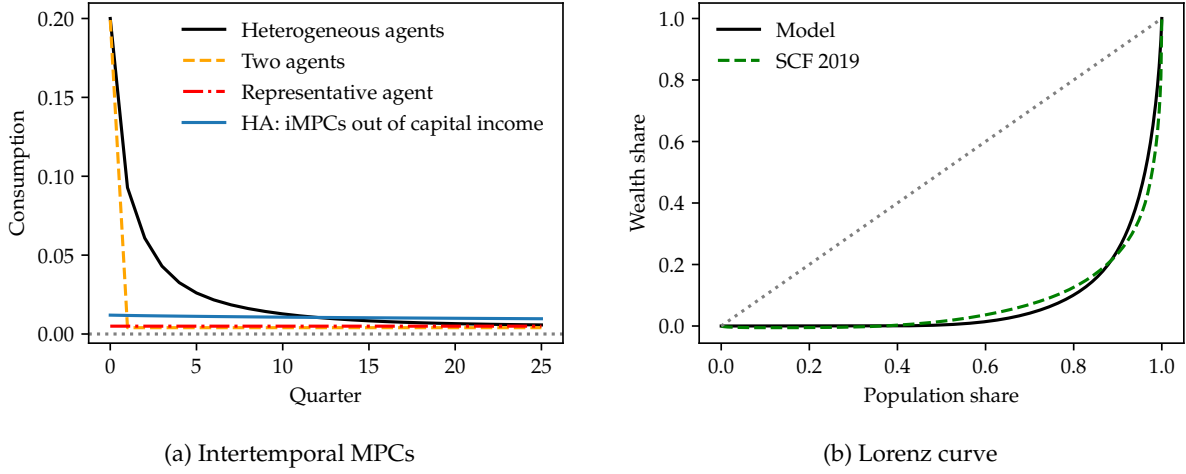 Heterogeneous agents
Two agents
Representative agent
HA: iMPCs out of capital income
Consumption
0.20
0.15
0.10
0.05
0.00
0 5 10 15 20 25
Quarter
(a) Intertemporal MPCs
Model
SCF 2019
Wealth share
1.0
0.8
0.6
0.4
0.2
0.0
0.0 0.2 0.4 0.6 0.8 1.0
Population share
(b) Lorenz curve